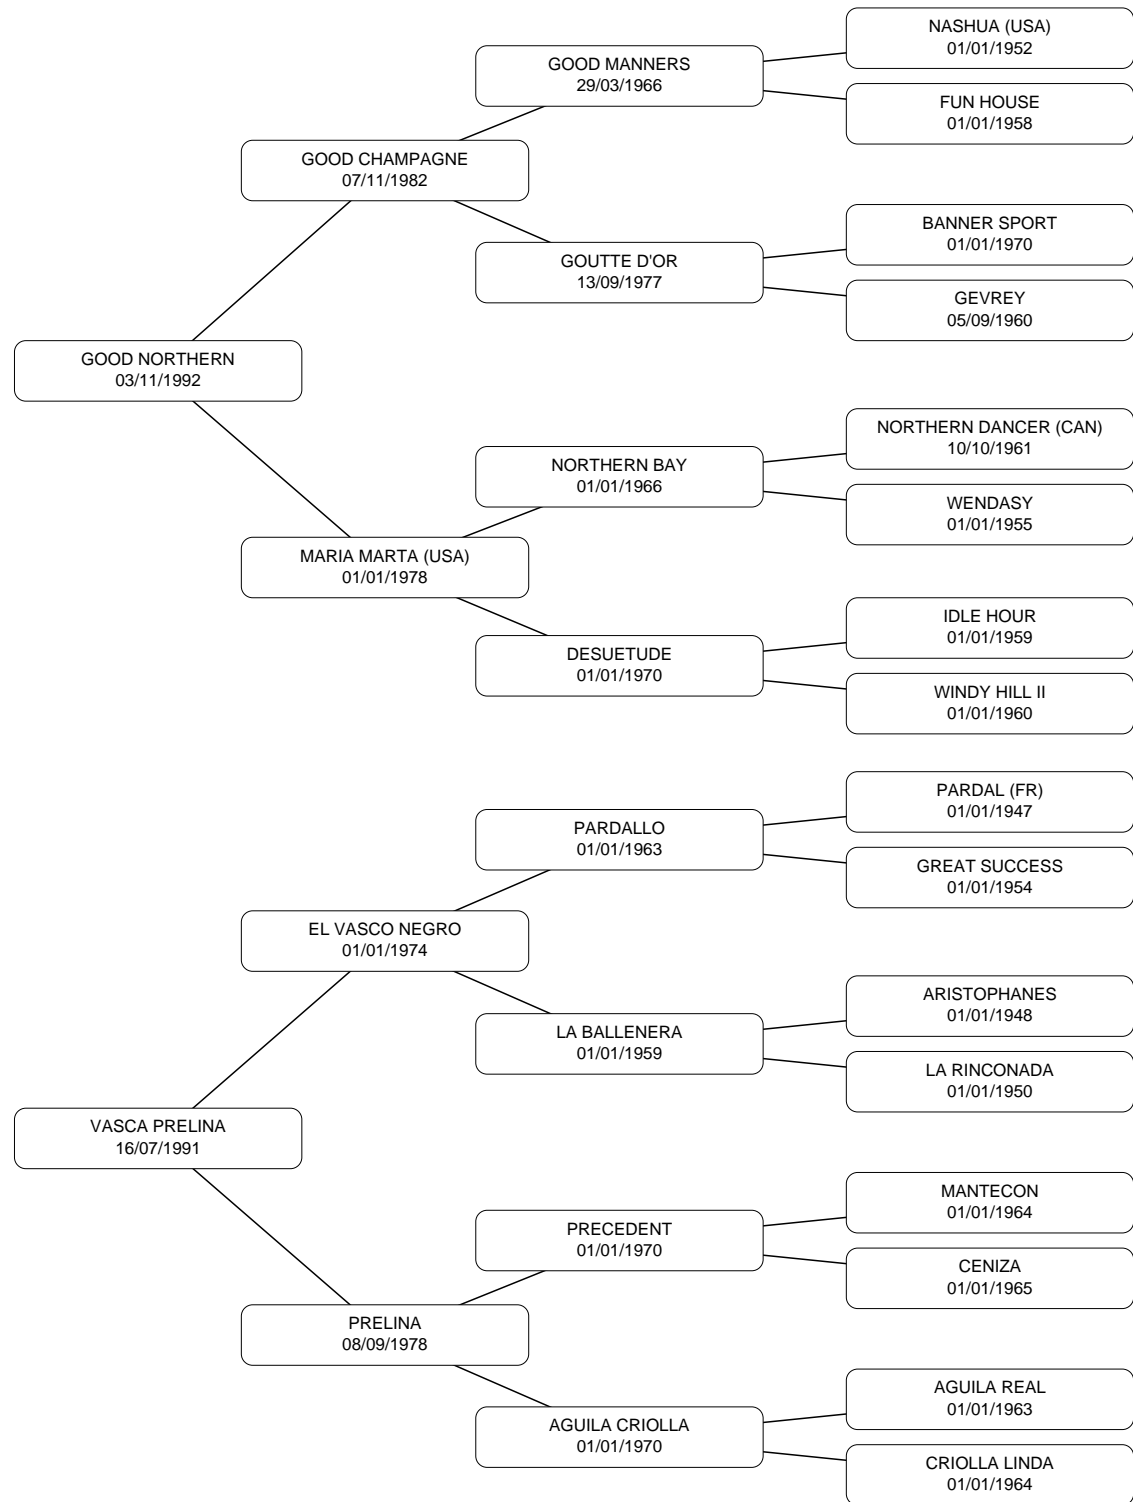 NASHUA (USA)
01/01/1952
GOOD MANNERS
29/03/1966
FUN HOUSE
01/01/1958
GOOD CHAMPAGNE
07/11/1982
BANNER SPORT
01/01/1970
GOUTTE D'OR
13/09/1977
GEVREY
05/09/1960
GOOD NORTHERN
03/11/1992
NORTHERN DANCER (CAN)
10/10/1961
NORTHERN BAY
01/01/1966
WENDASY
01/01/1955
MARIA MARTA (USA)
01/01/1978
IDLE HOUR
01/01/1959
DESUETUDE
01/01/1970
WINDY HILL II
01/01/1960
PARDAL (FR)
01/01/1947
PARDALLO
01/01/1963
GREAT SUCCESS
01/01/1954
EL VASCO NEGRO
01/01/1974
ARISTOPHANES
01/01/1948
LA BALLENERA
01/01/1959
LA RINCONADA
01/01/1950
VASCA PRELINA
16/07/1991
MANTECON
01/01/1964
PRECEDENT
01/01/1970
CENIZA
01/01/1965
PRELINA
08/09/1978
AGUILA REAL
01/01/1963
AGUILA CRIOLLA
01/01/1970
CRIOLLA LINDA
01/01/1964